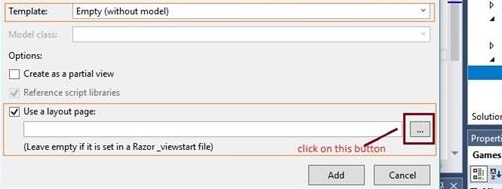 Template:
Empty (without model)
Model class:
Options:
Create as a partial view
Reference script libraries
Use a layout page:
...
click on this button
(Leave empty if it is set in a Razor _viewstart file)
Add
Cancel
Solution
Properties
Games